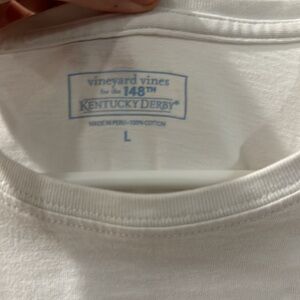 vineyard vines
for the 148TH
KENTUCKY DERBY®
MADE IN PERU • 100% COTTON
L